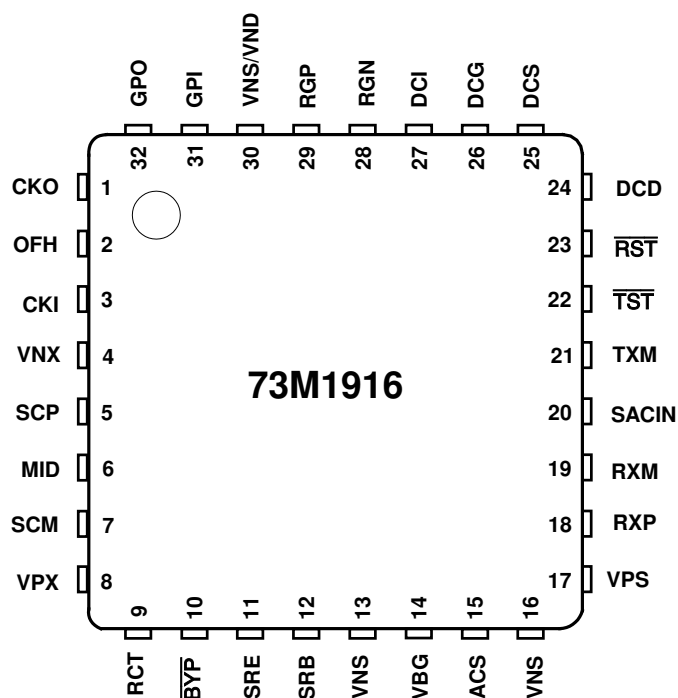 GPO GPI VNS/VND RGP RGN DCI DCG DCS
32 31 30 29 28 27 26 25
CKO 1 24 DCD
OFH 2 23 R̅S̅T̅
CKI 3 22 T̅S̅T̅
VNX 4 21 TXM
73M1916
SCP 5 20 SACIN
MID 6 19 RXM
SCM 7 18 RXP
VPX 8 17 VPS
9 10 11 12 13 14 15 16
RCT B̅Y̅P̅ SRE SRB VNS VBG ACS VNS